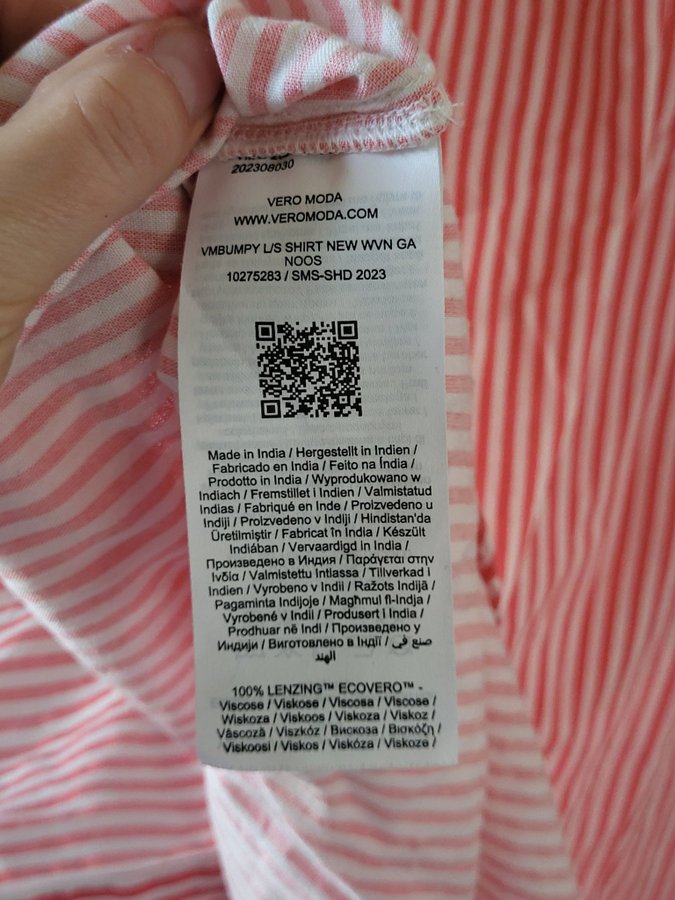 202308030
VERO MODA
WWW.VEROMODA.COM
VMBUMPY L/S SHIRT NEW WVN GA
NOOS
10275283 / SMS-SHD 2023
Made in India / Hergestellt in Indien /
Fabricado en India / Feito na Índia /
Prodotto in India / Wyprodukowano w
Indiach / Fremstillet i Indien / Valmistatud
Indias / Fabriqué en Inde / Proizvedeno u
Indiji / Proizvedeno v Indiji / Hindistan'da
Üretilmiştir / Fabricat în India / Készült
Indiában / Vervaardigd in India /
Произведено в Индия / Παράγεται στην
Ινδία / Valmistettu Intiassa / Tillverkad i
Indien / Vyrobeno v Indii / Ražots Indijā /
Pagaminta Indijoje / Magħmul fl-Indja /
Vyrobené v Indii / Produsert i India /
Prodhuar në Indi / Произведено у
Индији / Виготовлено в Індії / صنع في
الهند
100% LENZING™ ECOVERO™ -
Viscose / Viskose / Viscosa / Viscose /
Wiskoza / Viskoos / Viskoza / Viskoz /
Vâscoză / Viszkóz / Вискоза / Βισκόζη /
Viskoosi / Viskos / Viskóza / Viskoze /